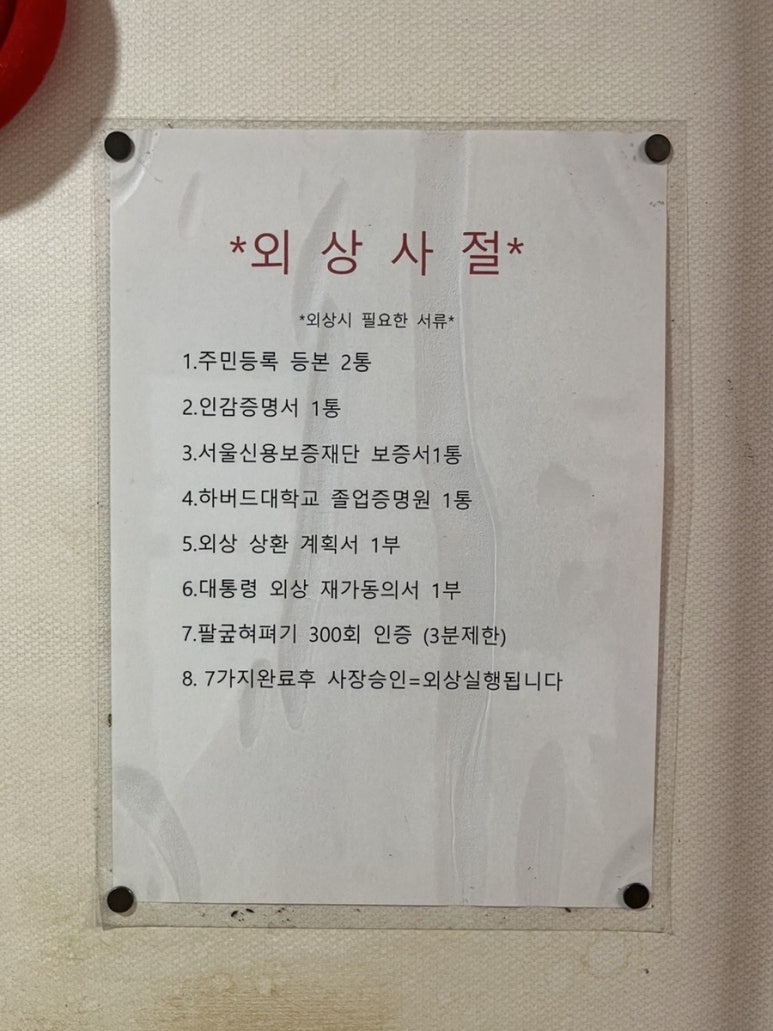 *외 상 사 절*
*외상시 필요한 서류*
1.주민등록 등본 2통
2.인감증명서 1통
3.서울신용보증재단 보증서1통
4.하버드대학교 졸업증명원 1통
5.외상 상환 계획서 1부
6.대통령 외상 재가동의서 1부
7.팔굪혀펴기 300회 인증 (3분제한)
8. 7가지완료후 사장승인=외상실행됩니다